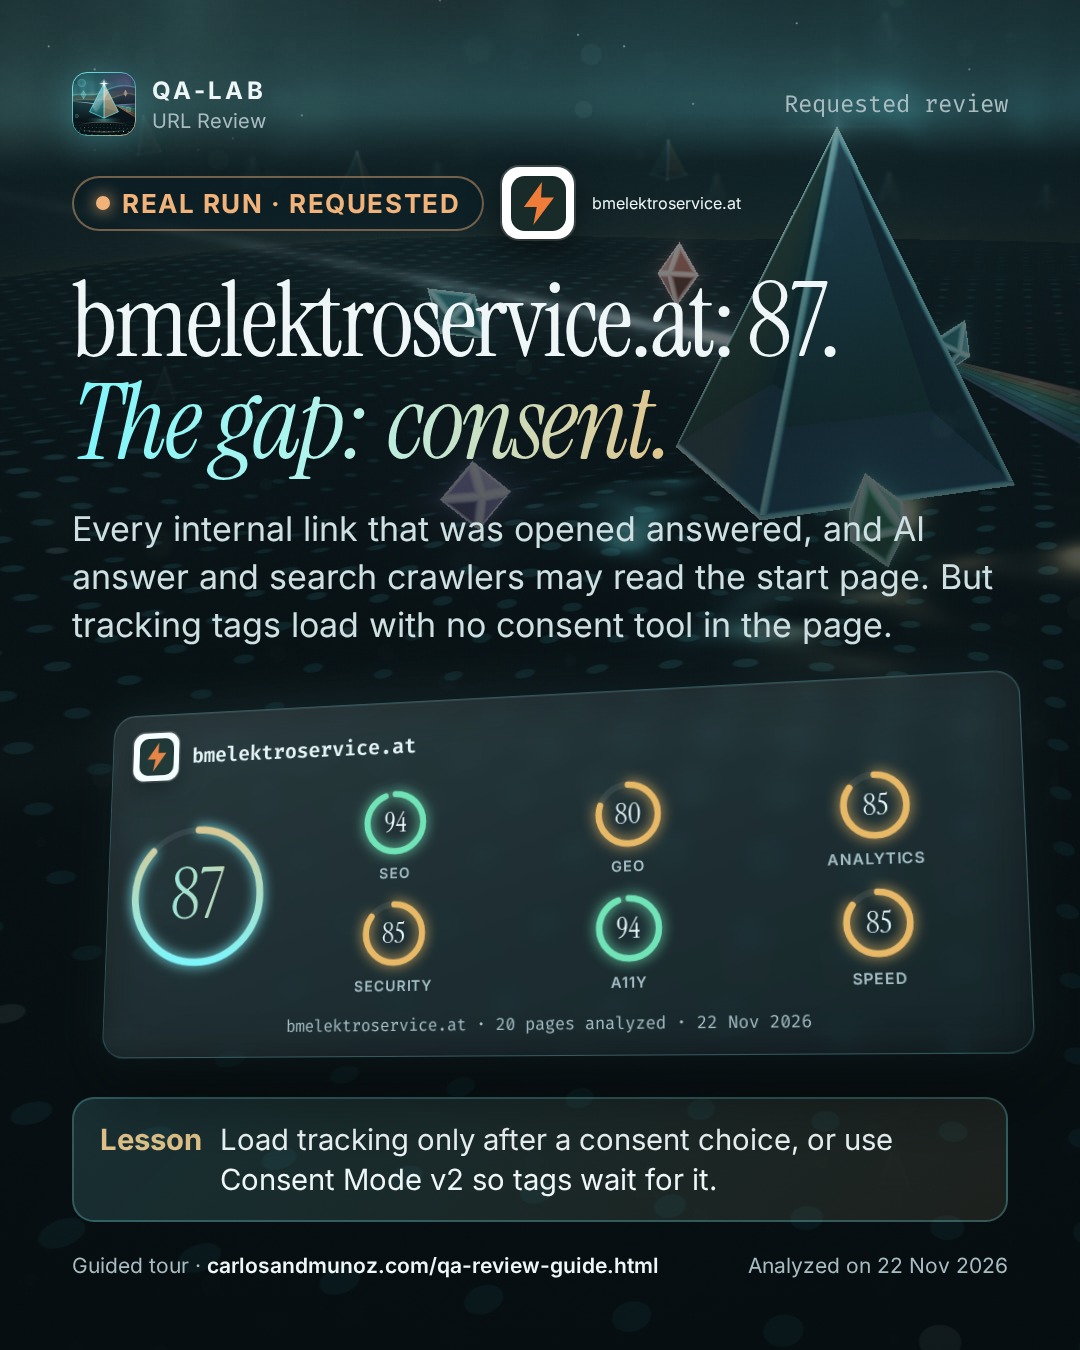 QA-LAB
URL Review
Requested review
REAL RUN · REQUESTED
bmelektroservice.at
bmelektroservice.at: 87.
The gap: consent.
Every internal link that was opened answered, and AI
answer and search crawlers may read the start page. But
tracking tags load with no consent tool in the page.
bmelektroservice.at
87
94
SEO
80
GEO
85
ANALYTICS
85
SECURITY
94
A11Y
85
SPEED
bmelektroservice.at · 20 pages analyzed · 22 Nov 2026
Lesson Load tracking only after a consent choice, or use
Consent Mode v2 so tags wait for it.
Guided tour · carlosandmunoz.com/qa-review-guide.html
Analyzed on 22 Nov 2026